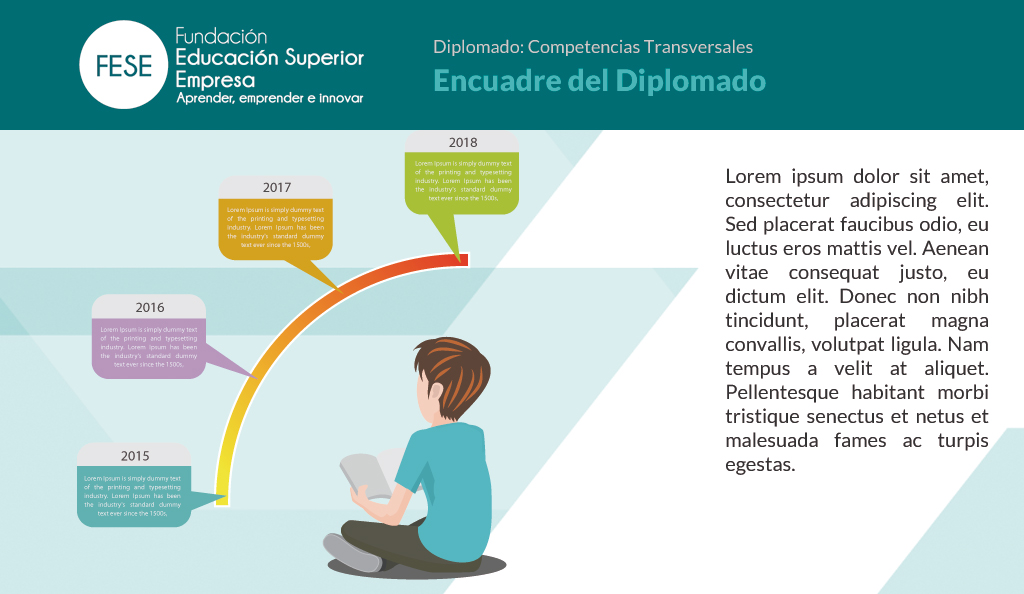 FESE
Fundación
Educación Superior
Empresa
Aprender, emprender e innovar
Diplomado: Competencias Transversales
Encuadre del Diplomado
2018
Lorem Ipsum is simply dummy text
of the printing and typesetting
industry. Lorem Ipsum has been
the industry's standard dummy
text ever since the 1500s,
2017
Lorem Ipsum is simply dummy text
of the printing and typesetting
industry. Lorem Ipsum has been
the industry's standard dummy
text ever since the 1500s,
2016
Lorem Ipsum is simply dummy text
of the printing and typesetting
industry. Lorem Ipsum has been
the industry's standard dummy
text ever since the 1500s,
2015
Lorem Ipsum is simply dummy text
of the printing and typesetting
industry. Lorem Ipsum has been
the industry's standard dummy
text ever since the 1500s,
Lorem ipsum dolor sit amet,
consectetur adipiscing elit.
Sed placerat faucibus odio, eu
luctus eros mattis vel. Aenean
vitae consequat justo, eu
dictum elit. Donec non nibh
tincidunt, placerat magna
convallis, volutpat ligula. Nam
tempus a velit at aliquet.
Pellentesque habitant morbi
tristique senectus et netus et
malesuada fames ac turpis
egestas.